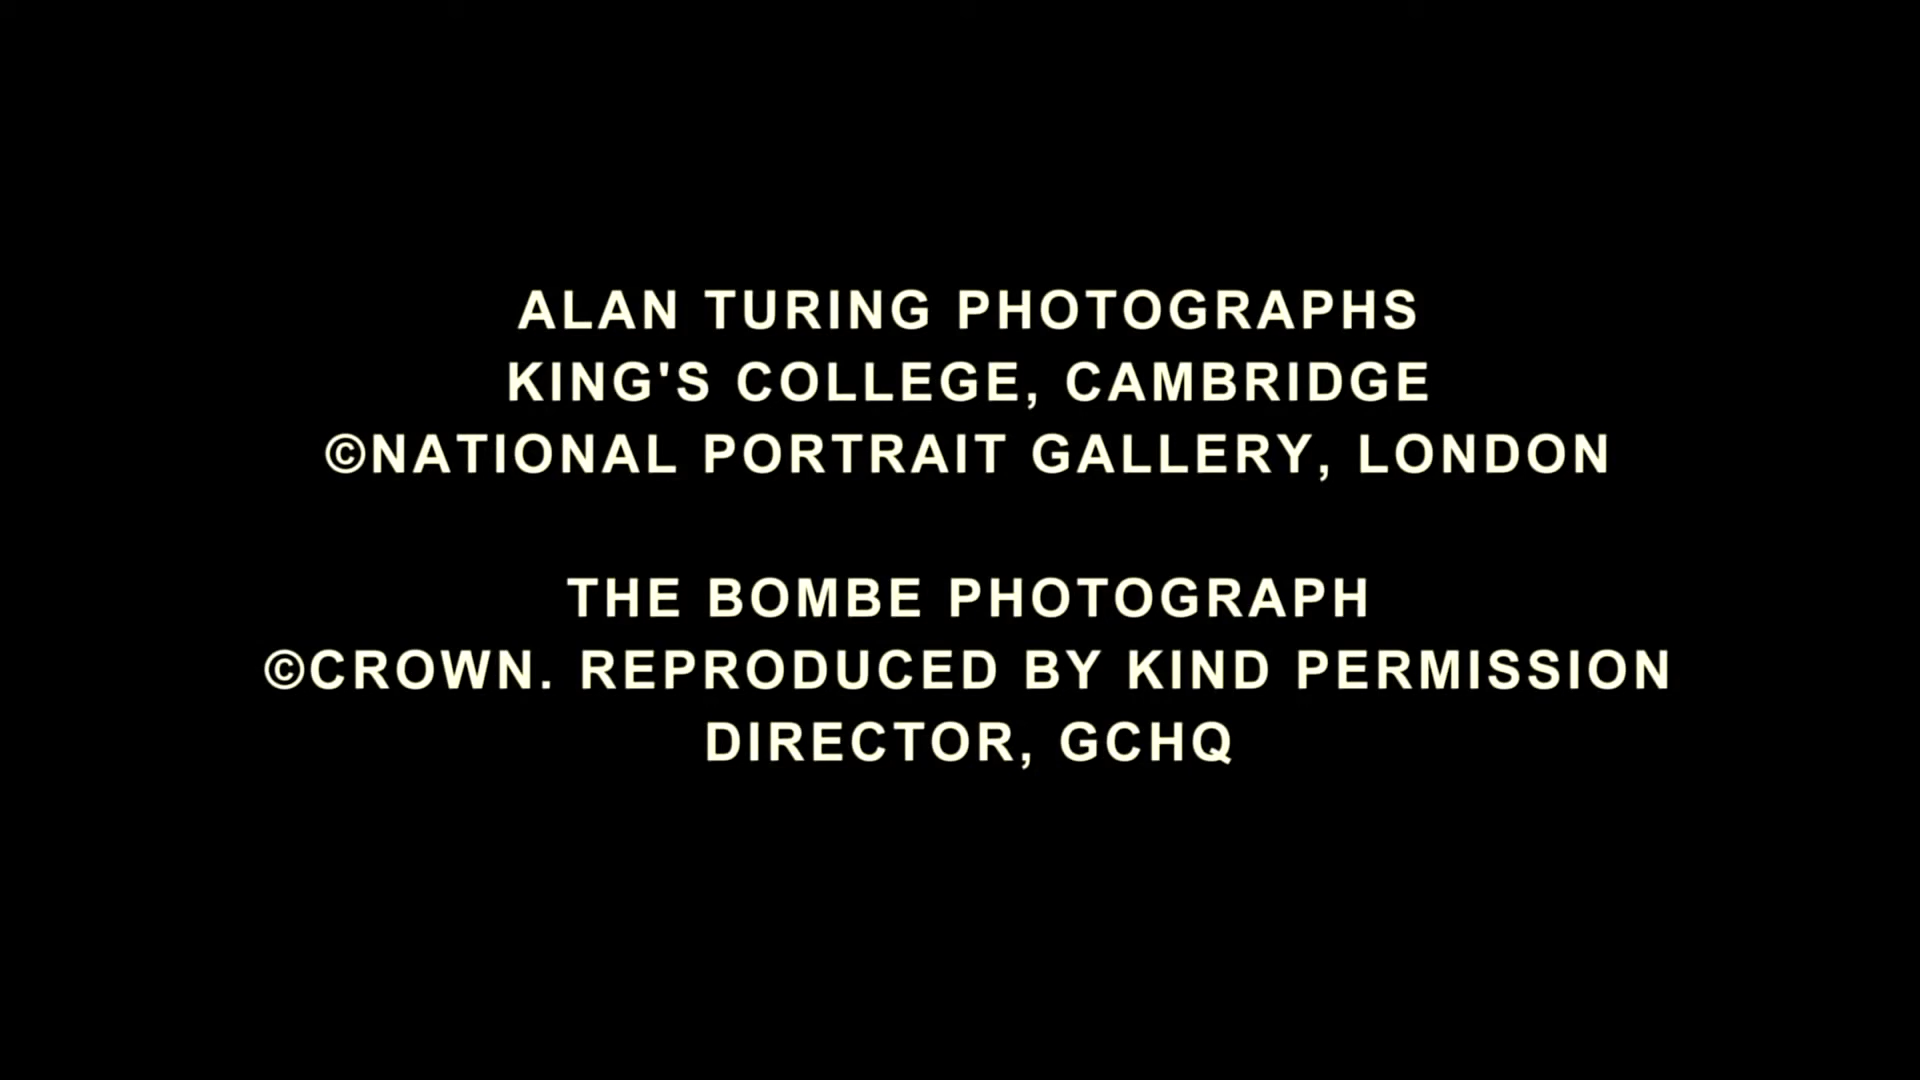 ALAN TURING PHOTOGRAPHS
KING'S COLLEGE, CAMBRIDGE
©NATIONAL PORTRAIT GALLERY, LONDON
THE BOMBE PHOTOGRAPH
©CROWN. REPRODUCED BY KIND PERMISSION
DIRECTOR, GCHQ